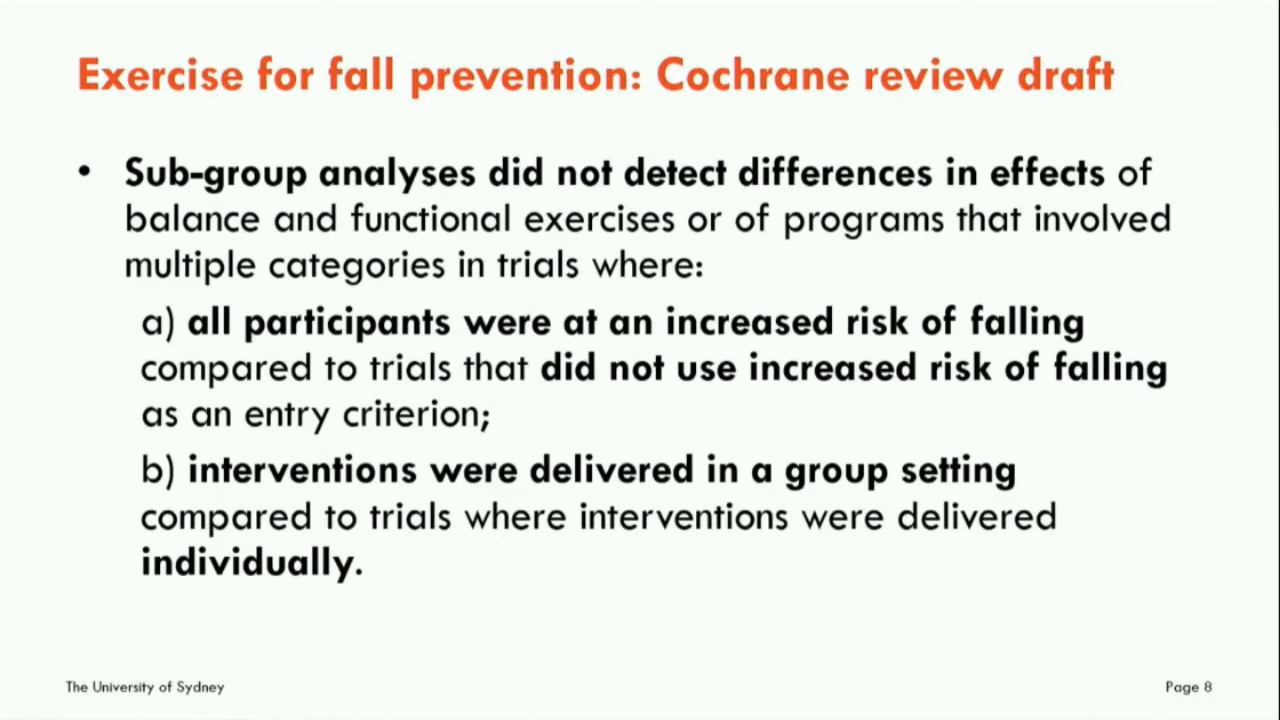 Exercise for fall prevention: Cochrane review draft
• Sub-group analyses did not detect differences in effects of
balance and functional exercises or of programs that involved
multiple categories in trials where:
a) all participants were at an increased risk of falling
compared to trials that did not use increased risk of falling
as an entry criterion;
b) interventions were delivered in a group setting
compared to trials where interventions were delivered
individually.
The University of Sydney
Page 8